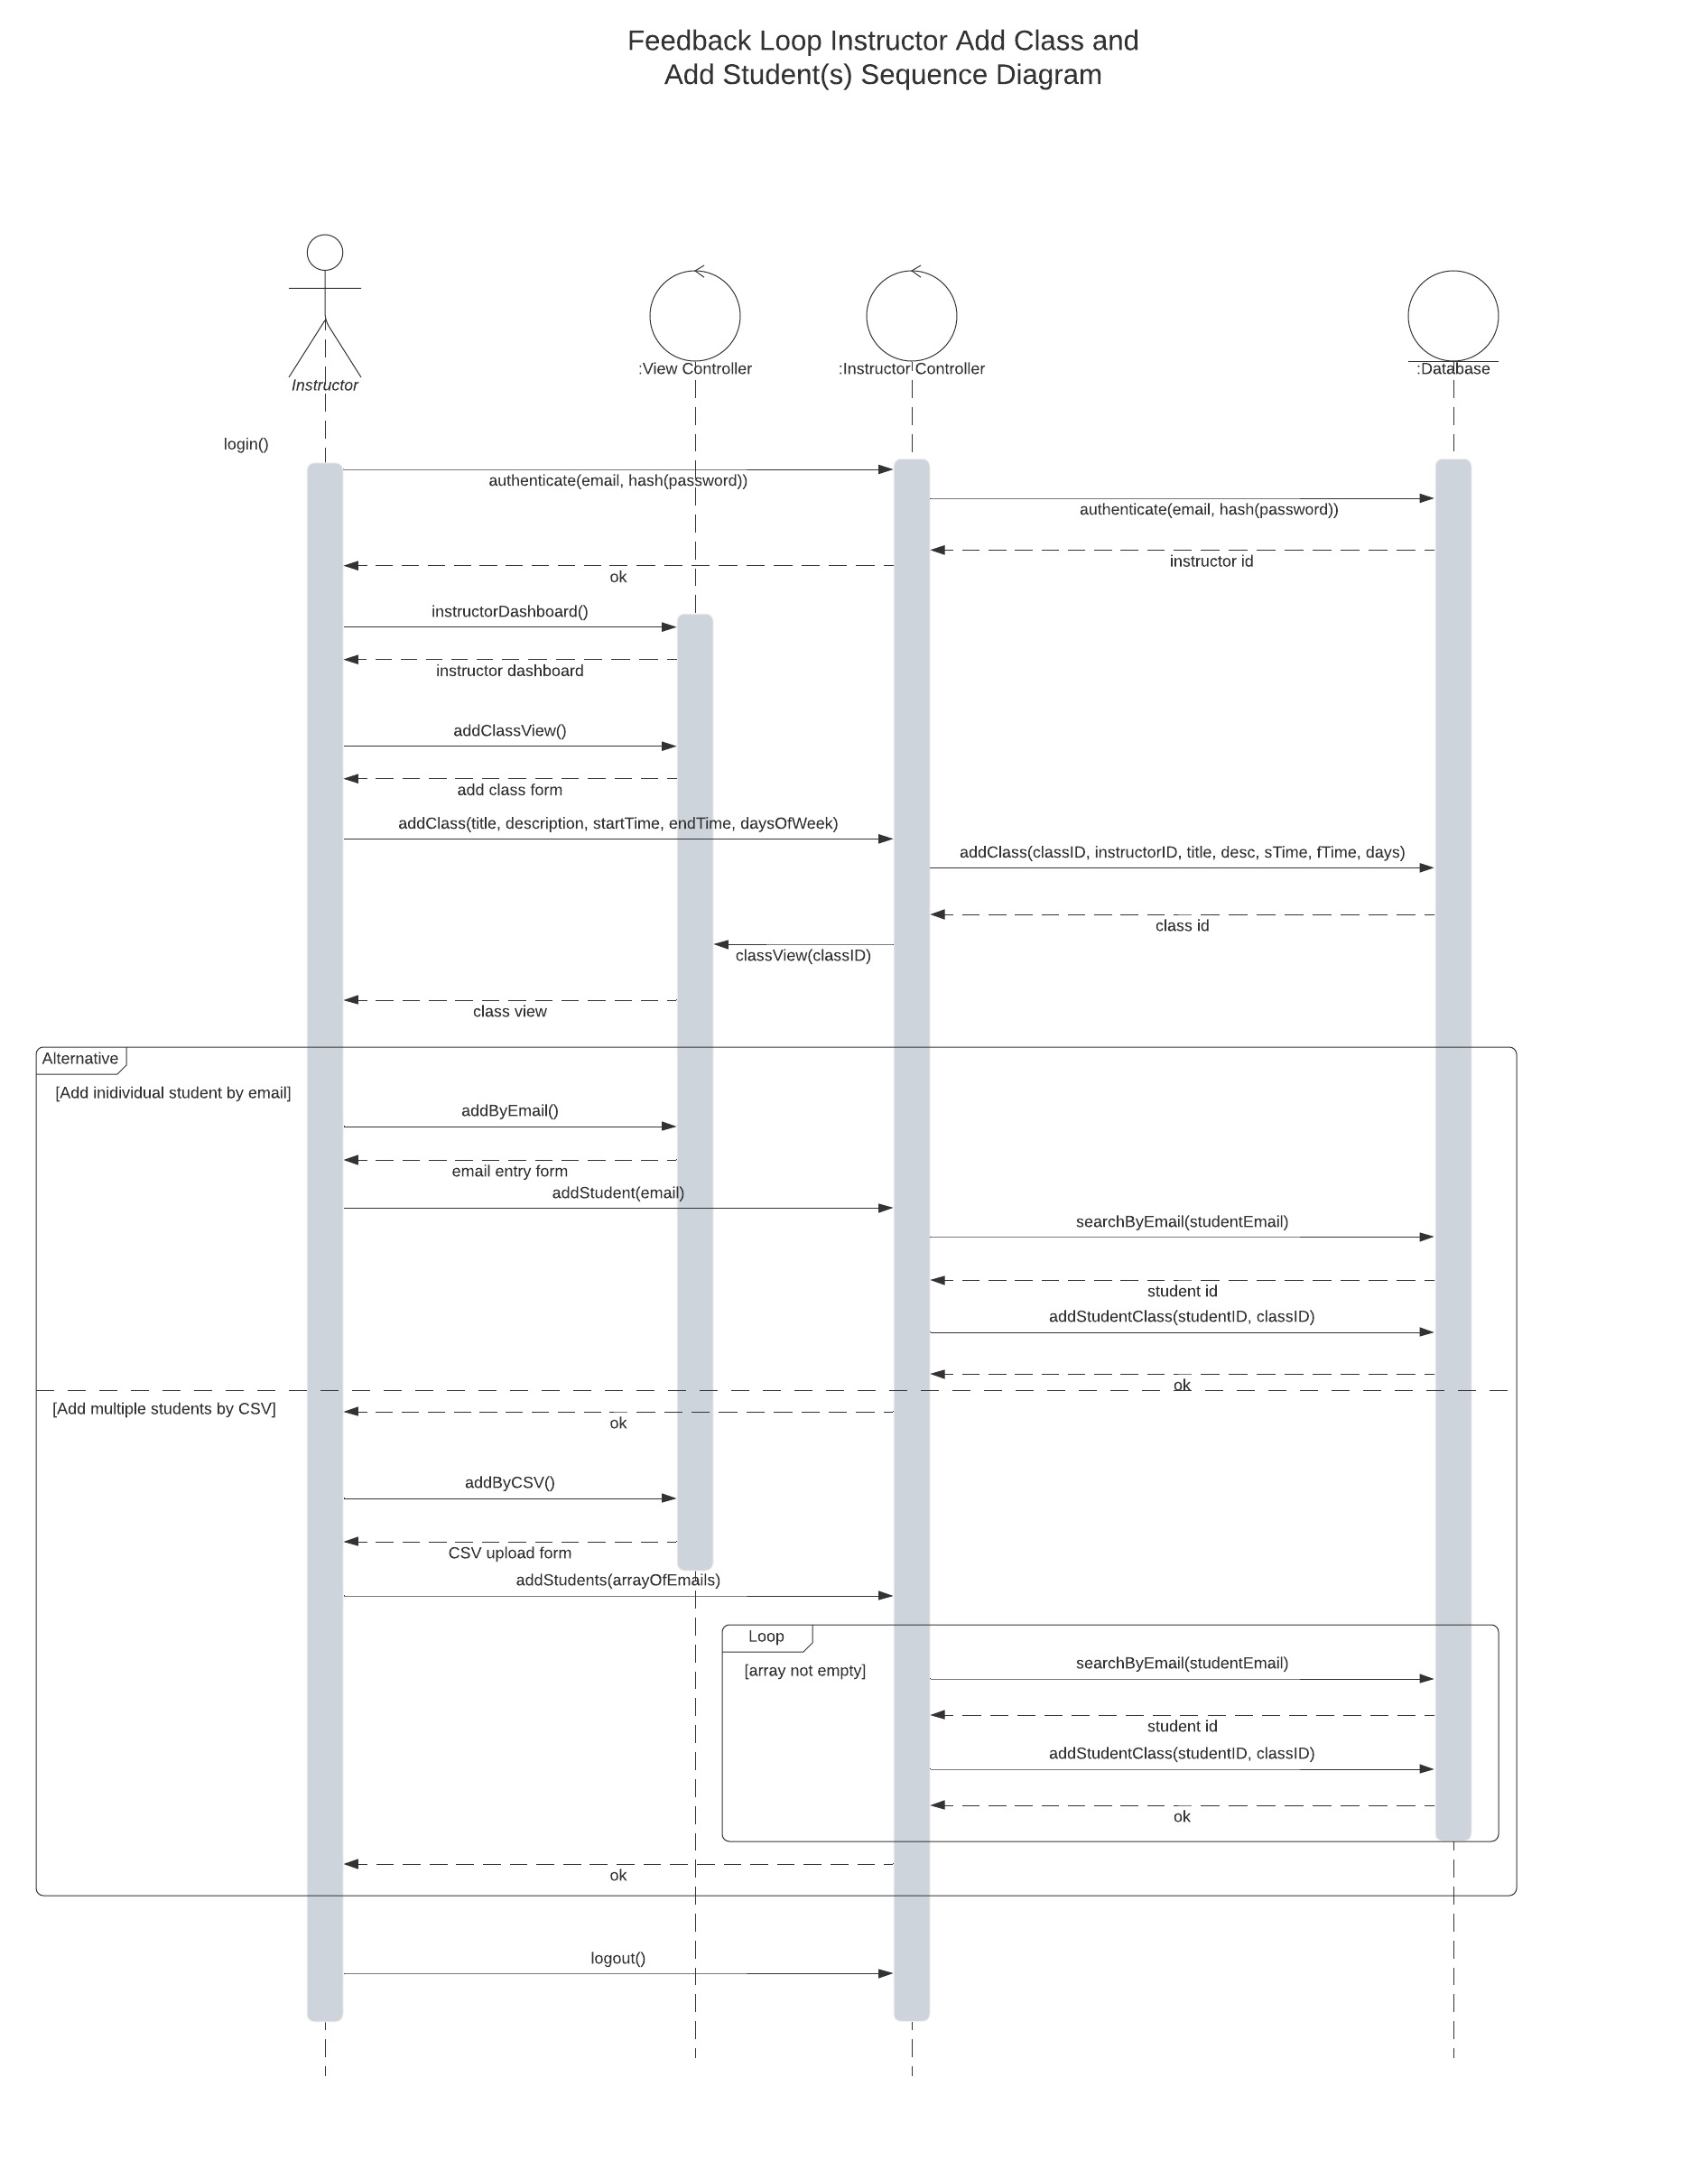 Feedback Loop Instructor Add Class and
Add Student(s) Sequence Diagram
Instructor
:View Controller
:Instructor Controller
:Database
login()
authenticate(email, hash(password))
authenticate(email, hash(password))
instructor id
ok
instructorDashboard()
instructor dashboard
addClassView()
add class form
addClass(title, description, startTime, endTime, daysOfWeek)
addClass(classID, instructorID, title, desc, sTime, fTime, days)
class id
classView(classID)
class view
Alternative
[Add inidividual student by email]
addByEmail()
email entry form
addStudent(email)
searchByEmail(studentEmail)
student id
addStudentClass(studentID, classID)
ok
[Add multiple students by CSV]
ok
addByCSV()
CSV upload form
addStudents(arrayOfEmails)
Loop
[array not empty]
searchByEmail(studentEmail)
student id
addStudentClass(studentID, classID)
ok
ok
logout()